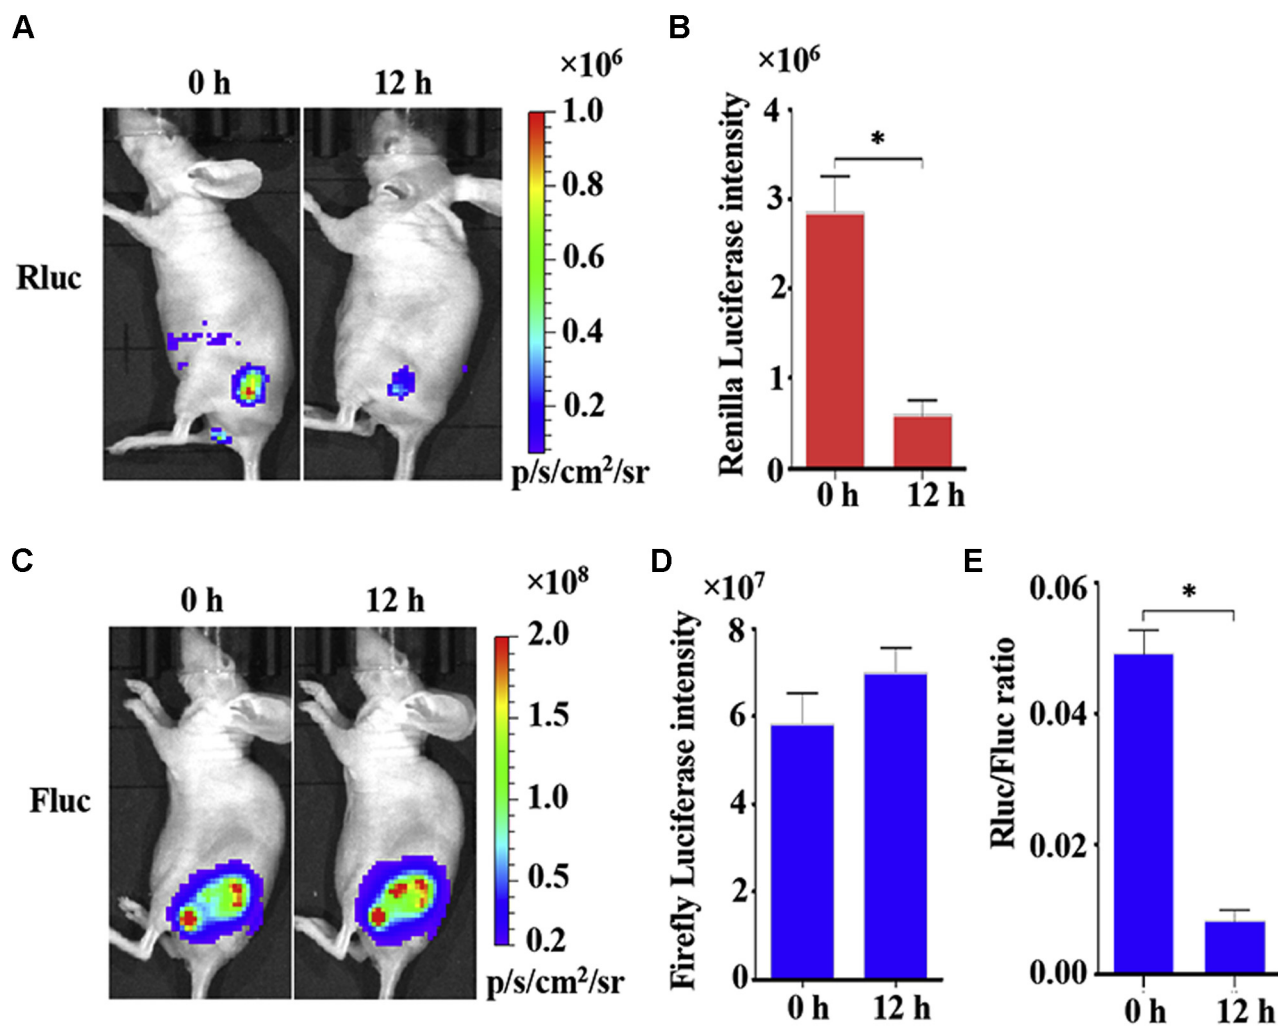 A
0 h
12 h
Rluc
×10⁶
1.0
0.8
0.6
0.4
0.2
p/s/cm²/sr
B
×10⁶
Renilla Luciferase intensity
4
3
2
1
0
*
0 h
12 h
C
0 h
12 h
Fluc
×10⁸
2.0
1.5
1.0
0.5
0.2
p/s/cm²/sr
D
×10⁷
Firefly Luciferase intensity
8
6
4
2
0
0 h
12 h
E
Rluc/Fluc ratio
0.06
0.04
0.02
0.00
*
0 h
12 h